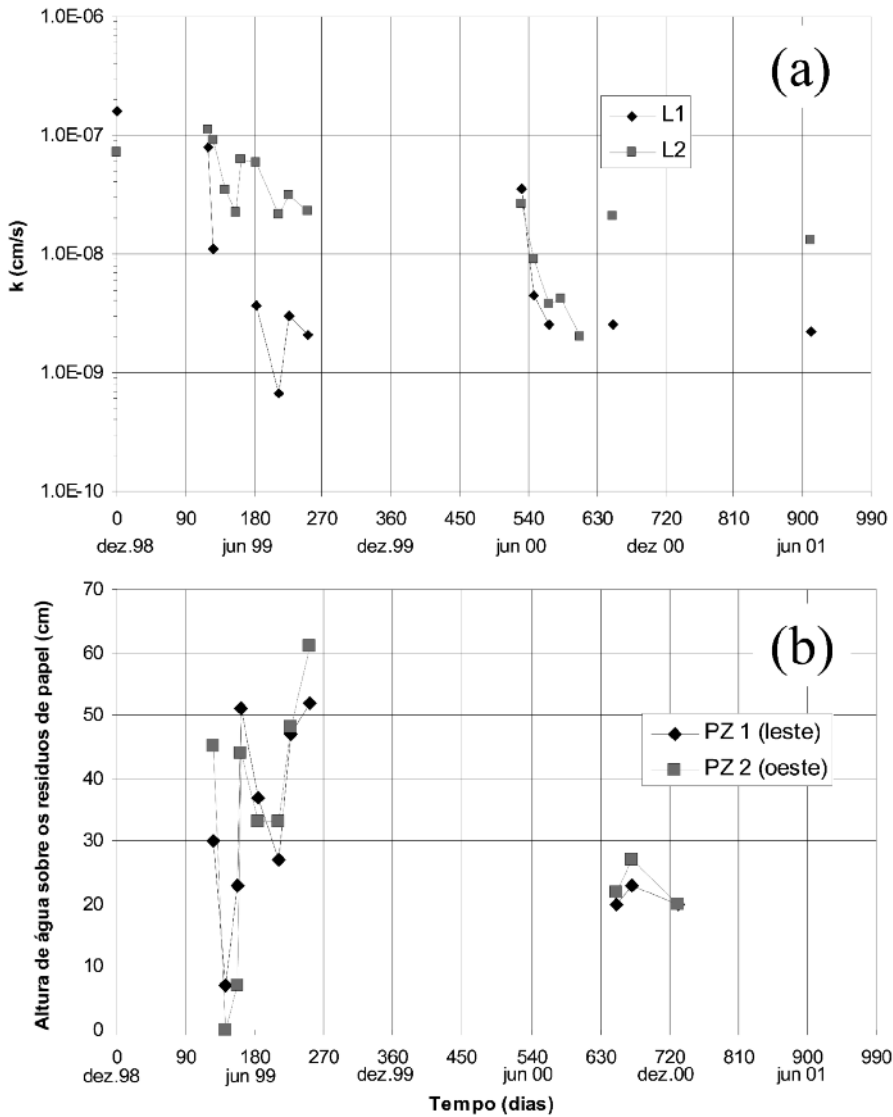 1.0E-06
(a)
L1
L2
1.0E-07
1.0E-08
1.0E-09
1.0E-10
k (cm/s)
0 90 180 270 360 450 540 630 720 810 900 990
dez.98 jun 99 dez.99 jun 00 dez 00 jun 01
70
(b)
60
PZ 1 (leste)
PZ 2 (oeste)
50
40
30
20
10
0
Altura de água sobre os residuos de papel (cm)
0 90 180 270 360 450 540 630 720 810 900 990
dez.98 jun 99 dez.99 jun 00 dez.00 jun 01
Tempo (dias)